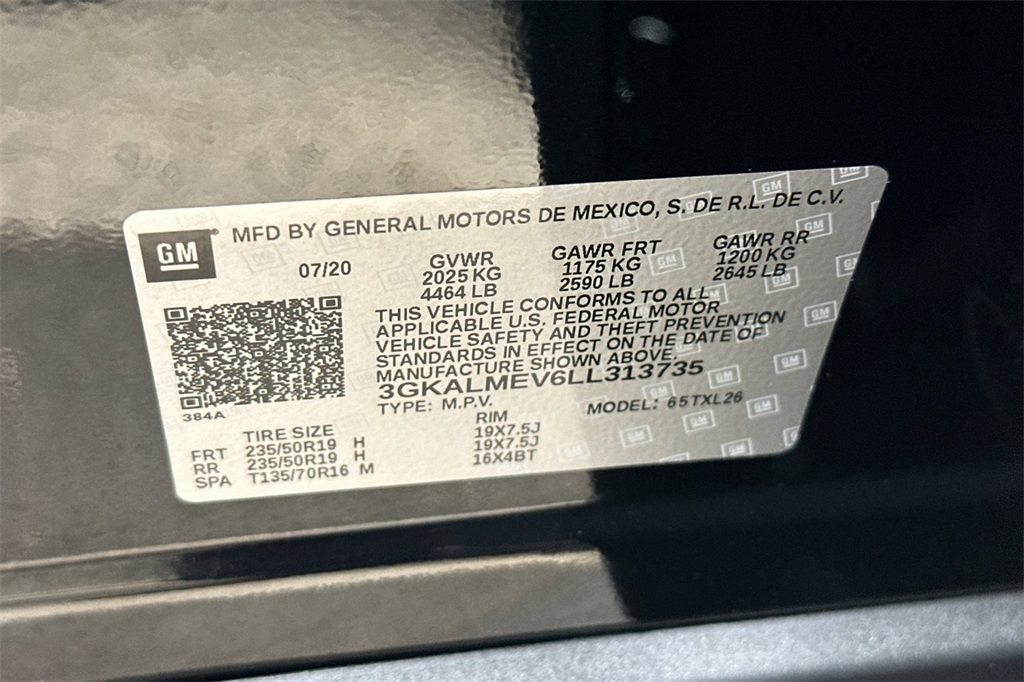 GM
MFD BY GENERAL MOTORS DE MEXICO, S. DE R.L. DE C.V.
07/20
GVWR
2025 KG
4464 LB
GAWR FRT
1175 KG
2590 LB
GAWR RR
1200 KG
2645 LB
THIS VEHICLE CONFORMS TO ALL
APPLICABLE U.S. FEDERAL MOTOR
VEHICLE SAFETY AND THEFT PREVENTION
STANDARDS IN EFFECT ON THE DATE OF
MANUFACTURE SHOWN ABOVE.
3GKALMEV6LL313735
TYPE: M.P.V. MODEL: 65TXL26
384A
TIRE SIZE RIM
FRT 235/50R19 H 19X7.5J
RR 235/50R19 H 19X7.5J
SPA T135/70R16 M 16X4BT